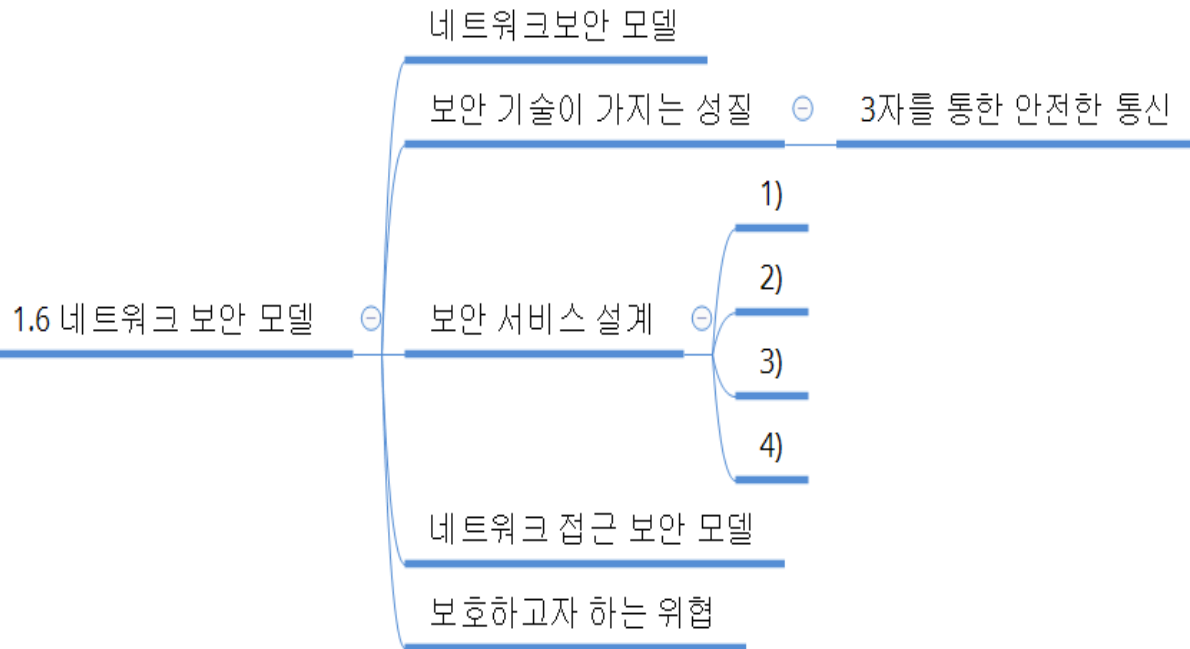 네트워크보안 모델
보안 기술이 가지는 성질
3자를 통한 안전한 통신
1.6 네트워크 보안 모델
보안 서비스 설계
1)
2)
3)
4)
네트워크 접근 보안 모델
보호하고자 하는 위협